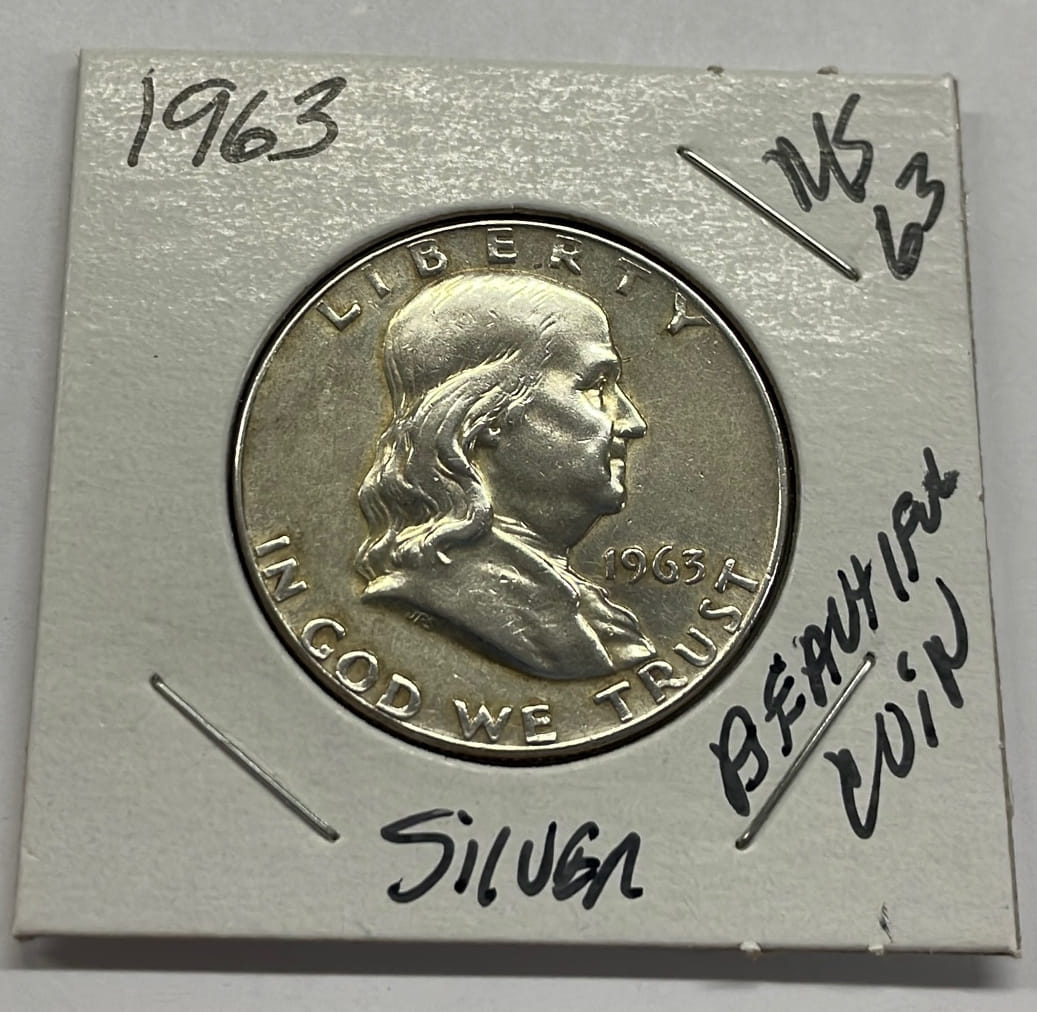 1963
MS
63
LIBERTY
1963
IN GOD WE TRUST
BEAUTIFUL
COIN
SILVER